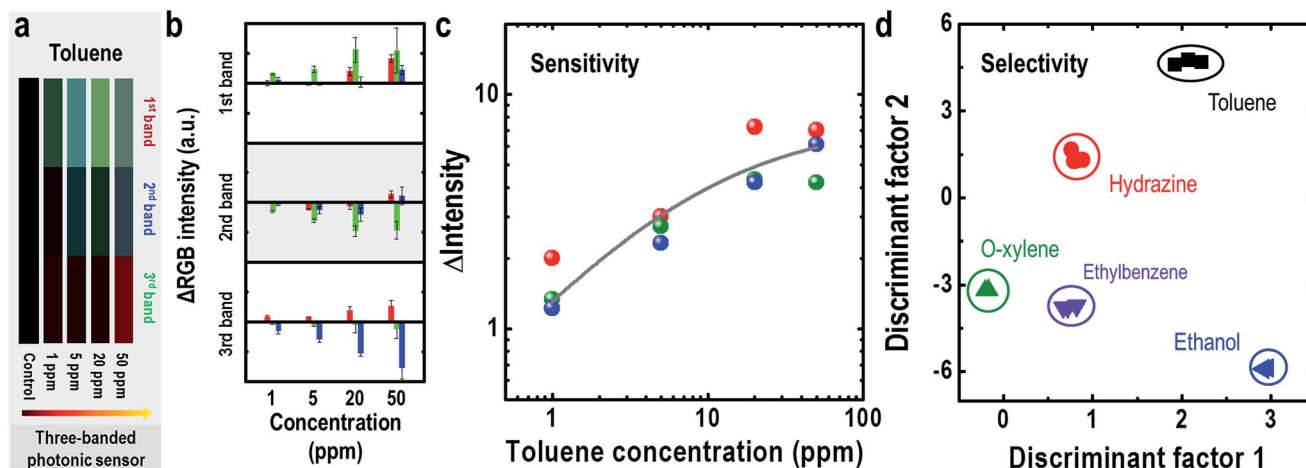 a
Toluene
1st band
2nd band
3rd band
Control
1 ppm
5 ppm
20 ppm
50 ppm
Three-banded
photonic sensor
b
ΔRGB intensity (a.u.)
1st band
2nd band
3rd band
1 5 20 50
Concentration
(ppm)
c
Sensitivity
ΔIntensity
10
1
1 10 100
Toluene concentration (ppm)
d
Selectivity
Discriminant factor 2
6
3
0
-3
-6
Toluene
Hydrazine
O-xylene
Ethylbenzene
Ethanol
0 1 2 3
Discriminant factor 1